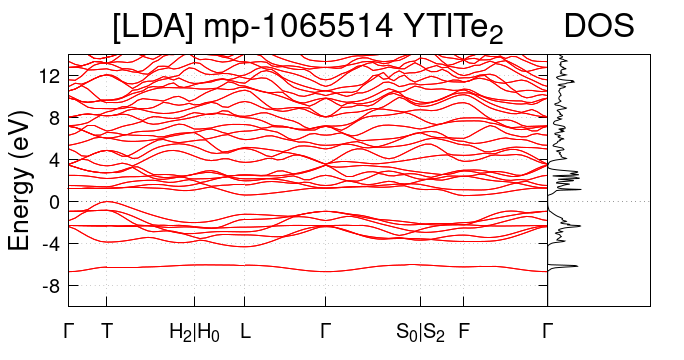 [LDA] mp-1065514 YTlTe₂ DOS
Energy (eV)
12
8
4
0
-4
-8
Γ T H₂|H₀ L Γ S₀|S₂ F Γ